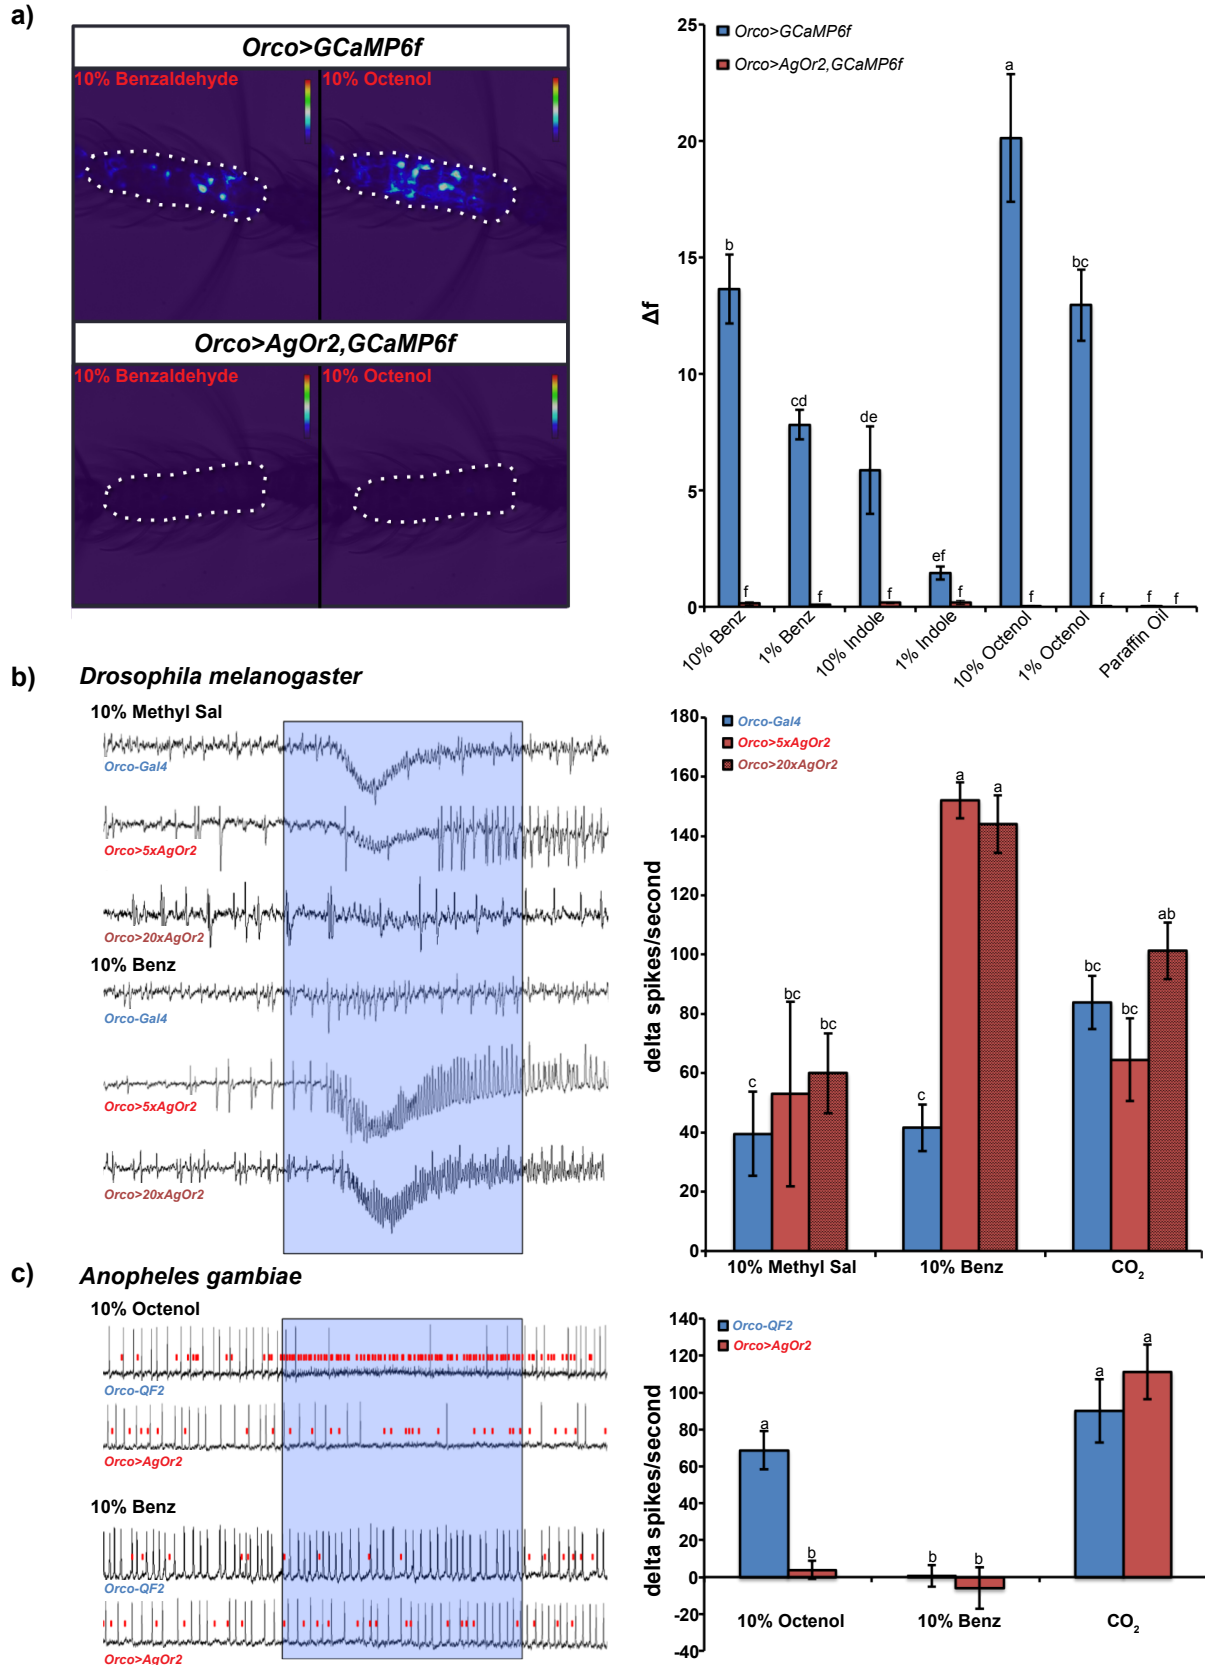 a)
Orco>GCaMP6f
10% Benzaldehyde
10% Octenol
Orco>AgOr2,GCaMP6f
10% Benzaldehyde
10% Octenol
25
20
15
10
5
0
Δf
Orco>GCaMP6f
Orco>AgOr2,GCaMP6f
b
f
cd
f
de
f
ef
f
a
f
bc
f
f
f
10% Benz
1% Benz
10% Indole
1% Indole
10% Octenol
1% Octenol
Paraffin Oil
b)
Drosophila melanogaster
10% Methyl Sal
Orco-Gal4
Orco>5xAgOr2
Orco>20xAgOr2
10% Benz
Orco-Gal4
Orco>5xAgOr2
Orco>20xAgOr2
180
160
140
120
100
80
60
40
20
0
delta spikes/second
Orco-Gal4
Orco>5xAgOr2
Orco>20xAgOr2
c
bc
bc
c
a
a
bc
bc
ab
10% Methyl Sal
10% Benz
CO2
c)
Anopheles gambiae
10% Octenol
Orco-QF2
Orco>AgOr2
10% Benz
Orco-QF2
Orco>AgOr2
140
120
100
80
60
40
20
0
-20
-40
delta spikes/second
Orco-QF2
Orco>AgOr2
a
b
b
b
a
a
10% Octenol
10% Benz
CO2